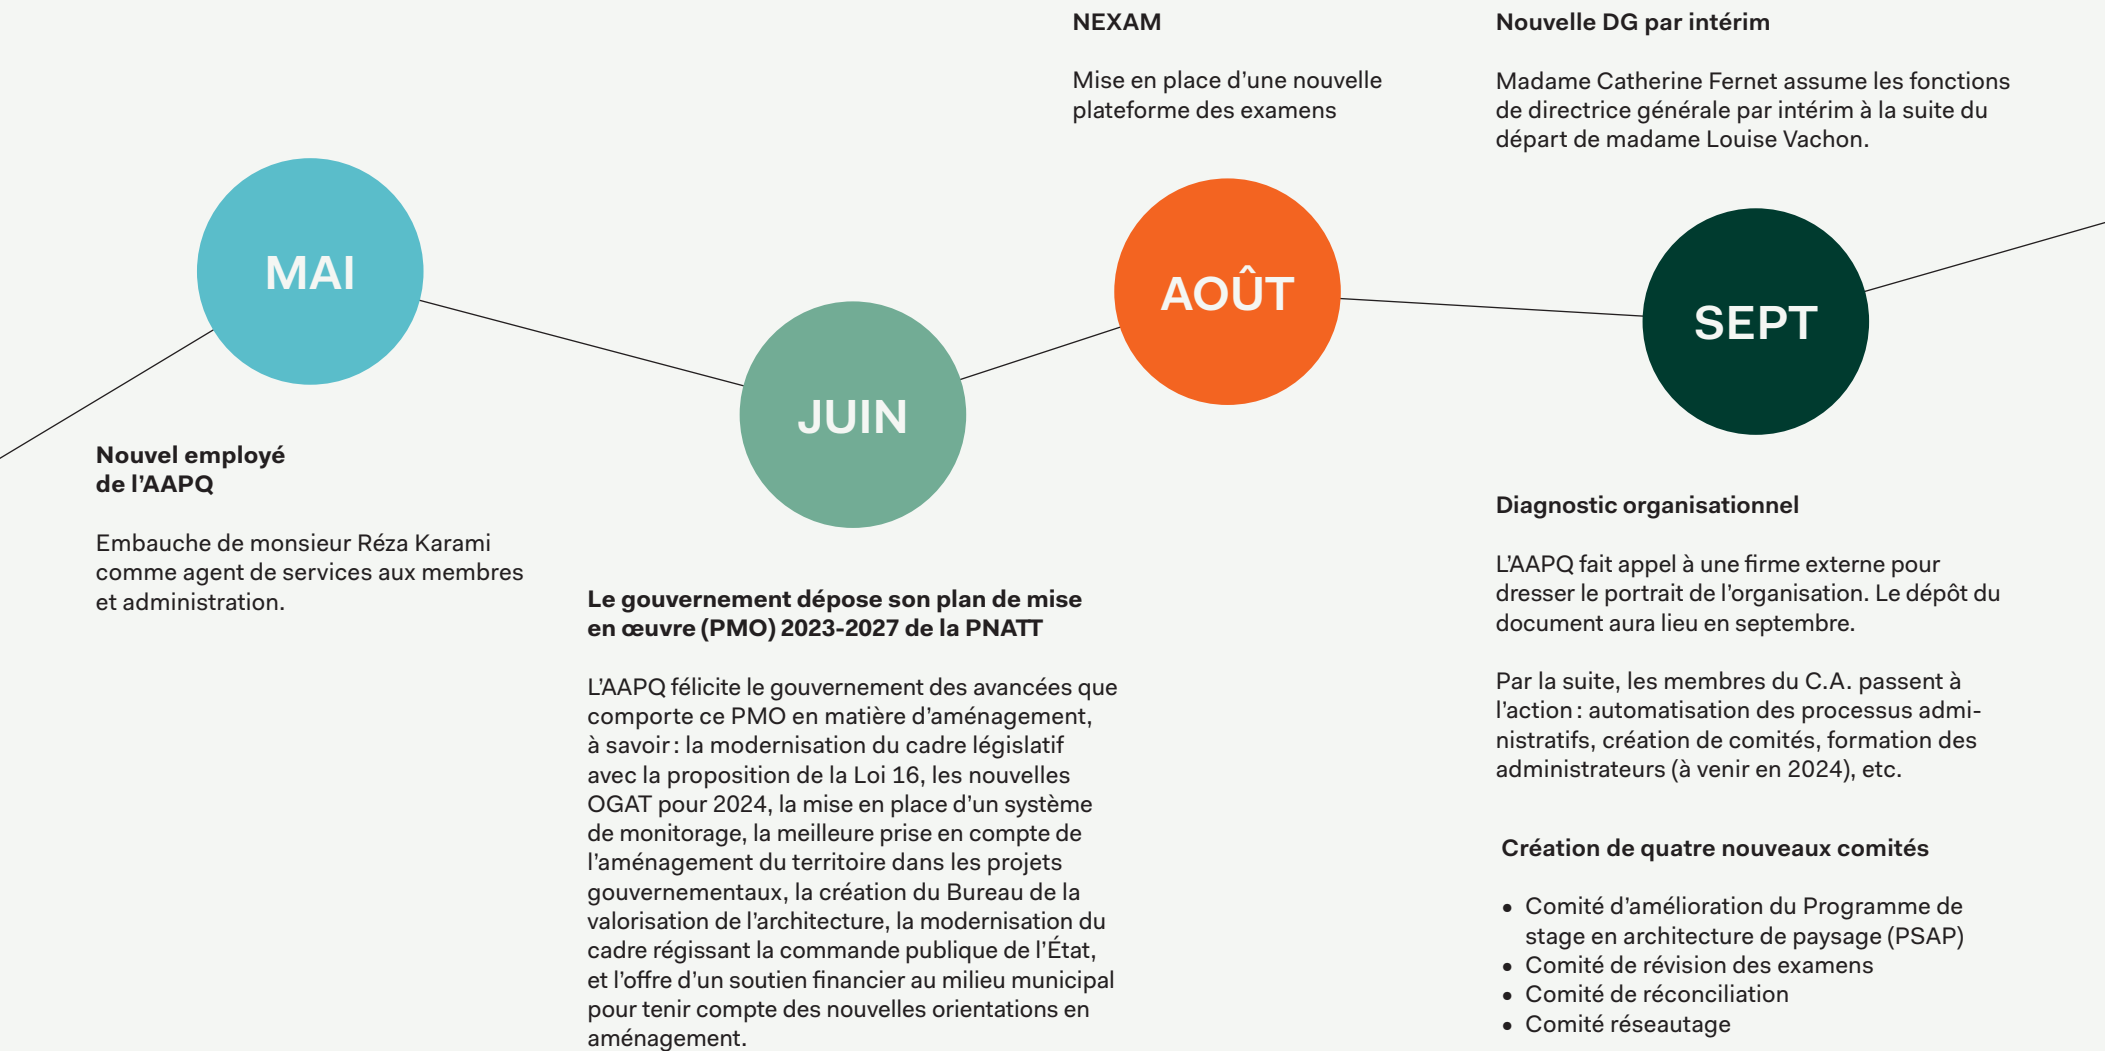 MAI
Nouvel employé
de l’AAPQ
Embauche de monsieur Réza Karami
comme agent de services aux membres
et administration.
JUIN
Le gouvernement dépose son plan de mise
en œuvre (PMO) 2023-2027 de la PNATT
L’AAPQ félicite le gouvernement des avancées que
comporte ce PMO en matière d’aménagement,
à savoir : la modernisation du cadre législatif
avec la proposition de la Loi 16, les nouvelles
OGAT pour 2024, la mise en place d’un système
de monitorage, la meilleure prise en compte de
l’aménagement du territoire dans les projets
gouvernementaux, la création du Bureau de la
valorisation de l’architecture, la modernisation du
cadre régissant la commande publique de l’État,
et l’offre d’un soutien financier au milieu municipal
pour tenir compte des nouvelles orientations en
aménagement.
NEXAM
Mise en place d’une nouvelle
plateforme des examens
AOÛT
Nouvelle DG par intérim
Madame Catherine Fernet assume les fonctions
de directrice générale par intérim à la suite du
départ de madame Louise Vachon.
SEPT
Diagnostic organisationnel
L’AAPQ fait appel à une firme externe pour
dresser le portrait de l’organisation. Le dépôt du
document aura lieu en septembre.
Par la suite, les membres du C.A. passent à
l’action : automatisation des processus admi-
nistratifs, création de comités, formation des
administrateurs (à venir en 2024), etc.
Création de quatre nouveaux comités
• Comité d’amélioration du Programme de
stage en architecture de paysage (PSAP)
• Comité de révision des examens
• Comité de réconciliation
• Comité réseautage